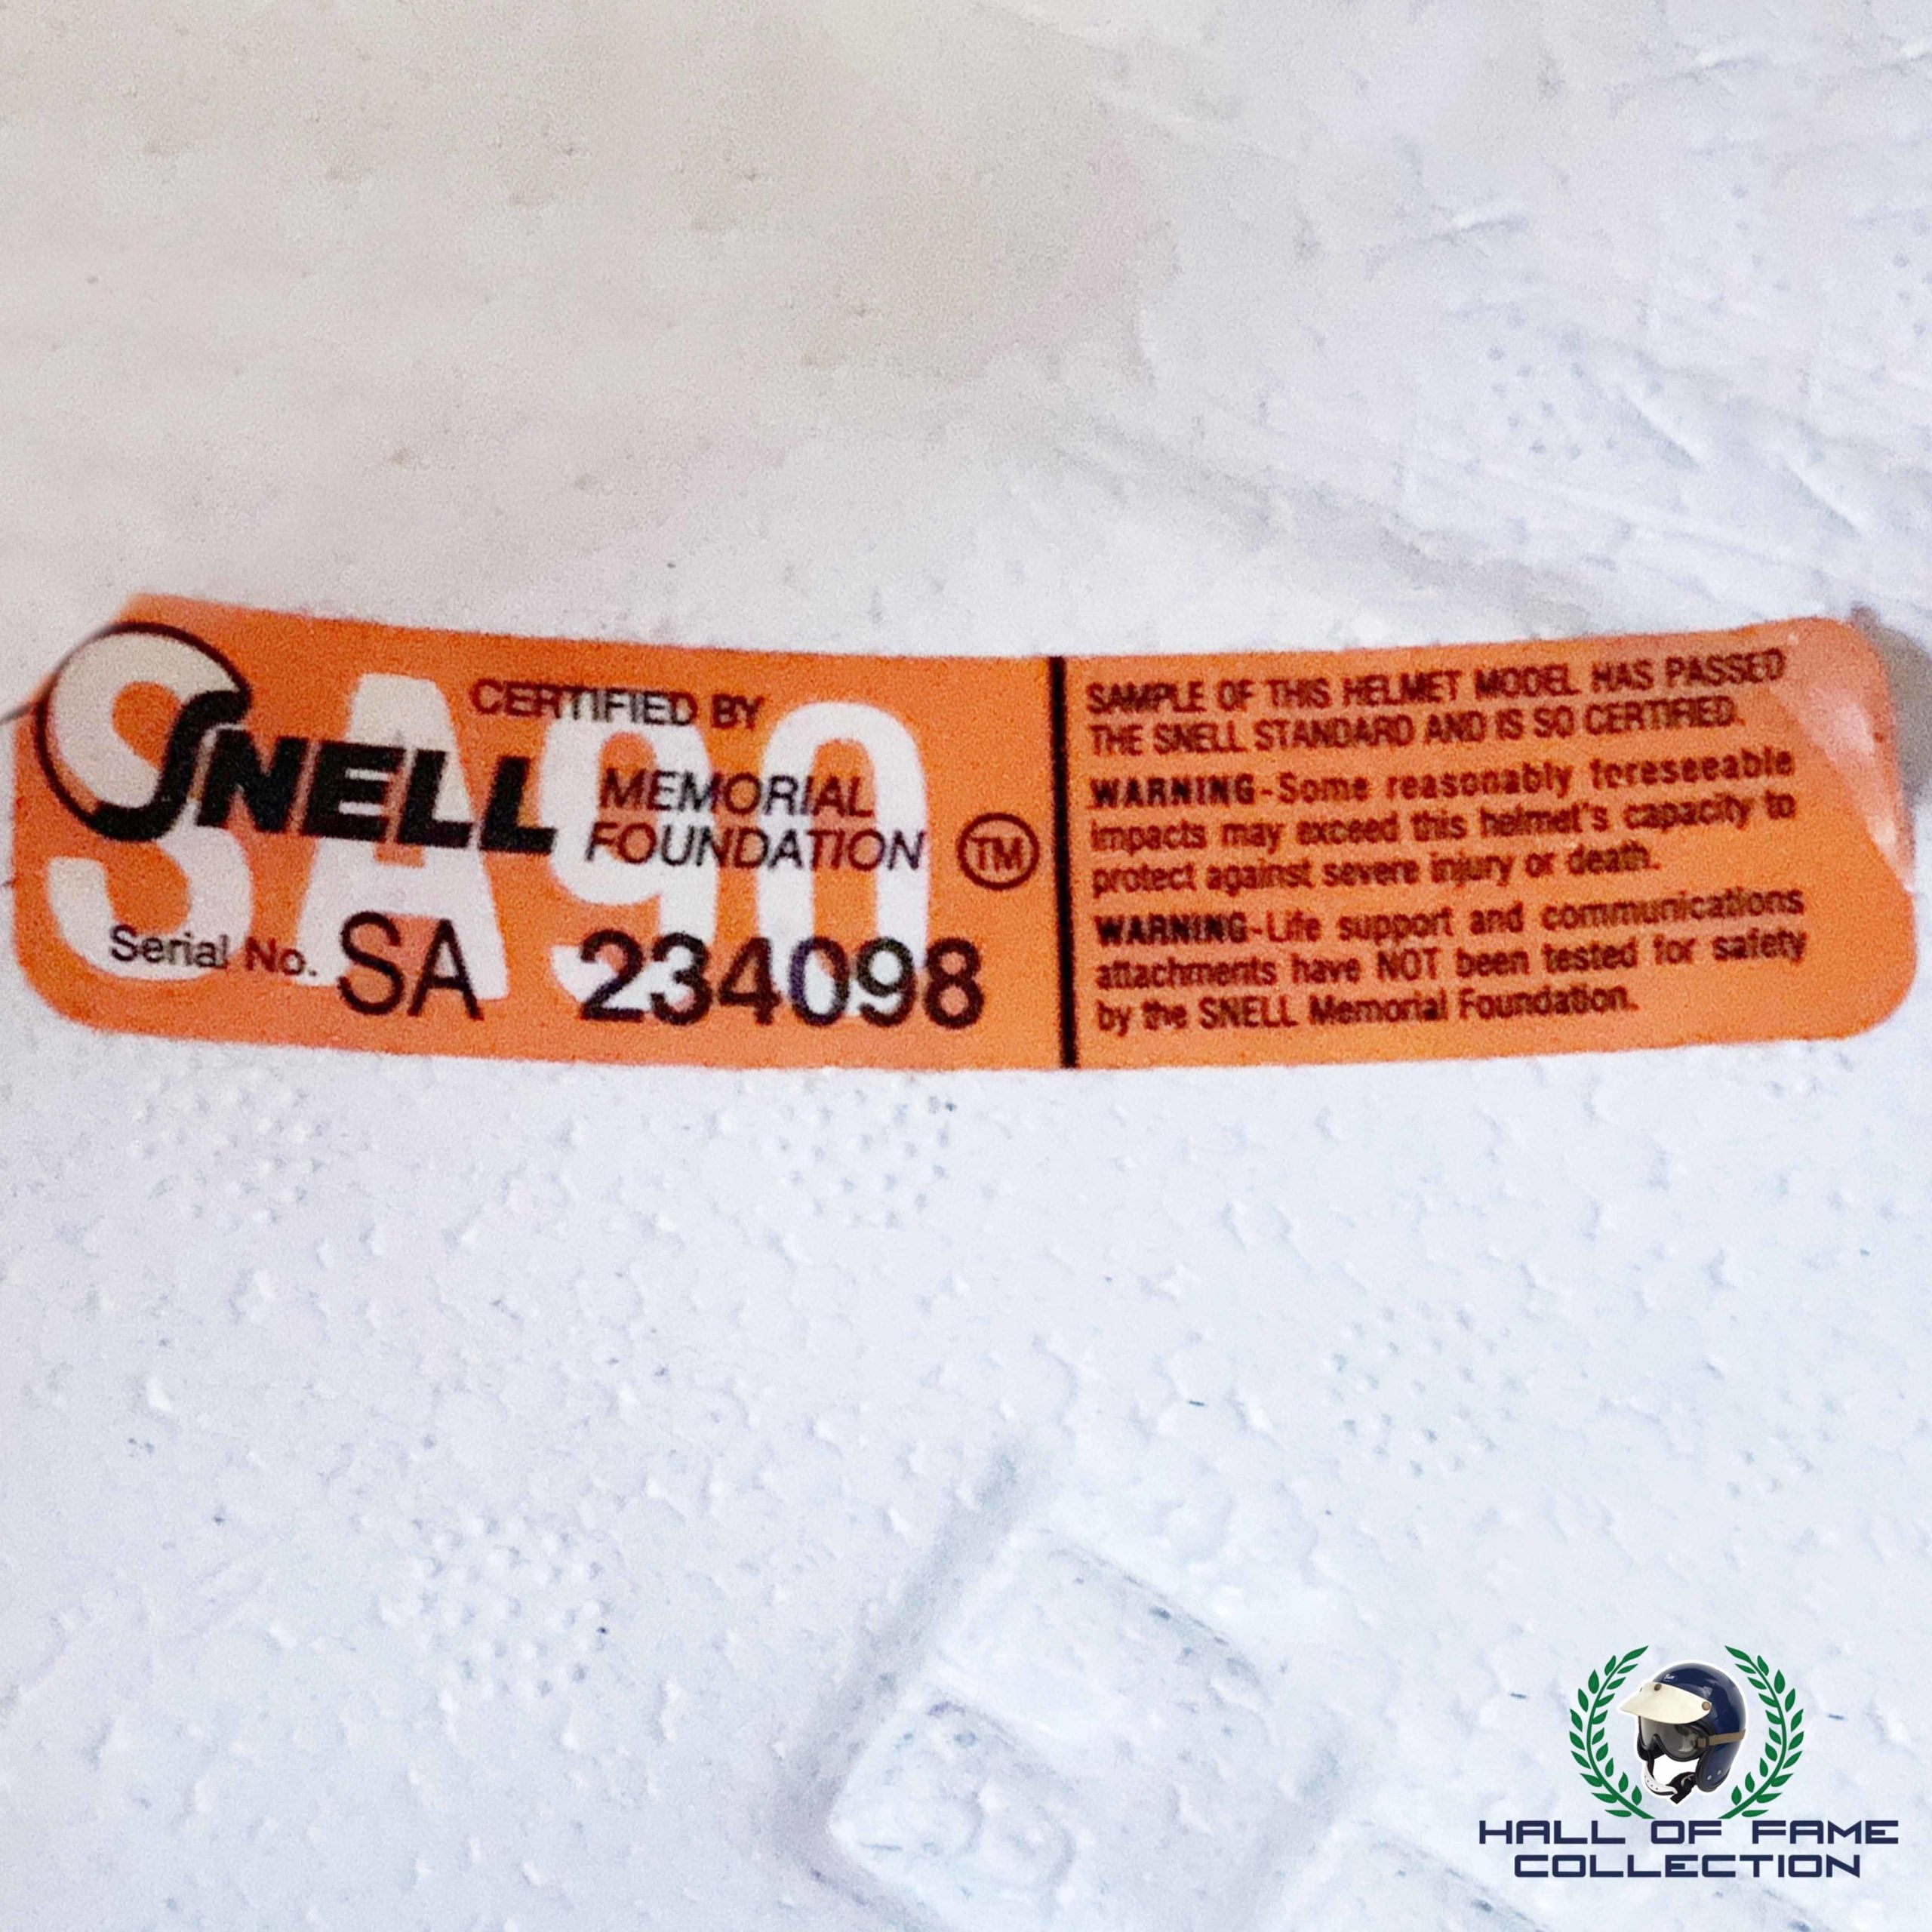 SA90
CERTIFIED BY
SNELL MEMORIAL
FOUNDATION TM
Serial No. SA 234098
SAMPLE OF THIS HELMET MODEL HAS PASSED
THE SNELL STANDARD AND IS SO CERTIFIED.
WARNING-Some reasonably foreseeable
impacts may exceed this helmet's capacity to
protect against severe injury or death.
WARNING-Life support and communications
attachments have NOT been tested for safety
by the SNELL Memorial Foundation.
HALL OF FAME
COLLECTION